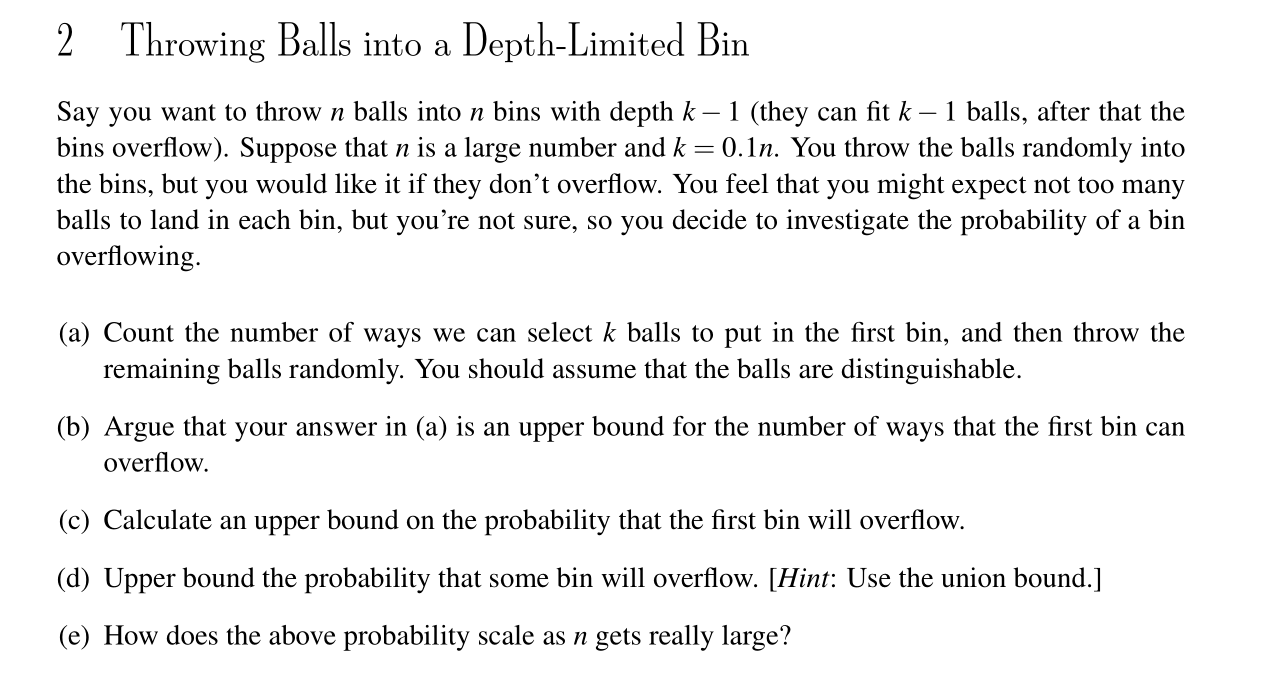 2 Throwing Balls into a Depth-Limited Bin
Say you want to throw n balls into n bins with depth k − 1 (they can fit k − 1 balls, after that the
bins overflow). Suppose that n is a large number and k = 0.1n. You throw the balls randomly into
the bins, but you would like it if they don’t overflow. You feel that you might expect not too many
balls to land in each bin, but you’re not sure, so you decide to investigate the probability of a bin
overflowing.
(a) Count the number of ways we can select k balls to put in the first bin, and then throw the
remaining balls randomly. You should assume that the balls are distinguishable.
(b) Argue that your answer in (a) is an upper bound for the number of ways that the first bin can
overflow.
(c) Calculate an upper bound on the probability that the first bin will overflow.
(d) Upper bound the probability that some bin will overflow. [Hint: Use the union bound.]
(e) How does the above probability scale as n gets really large?